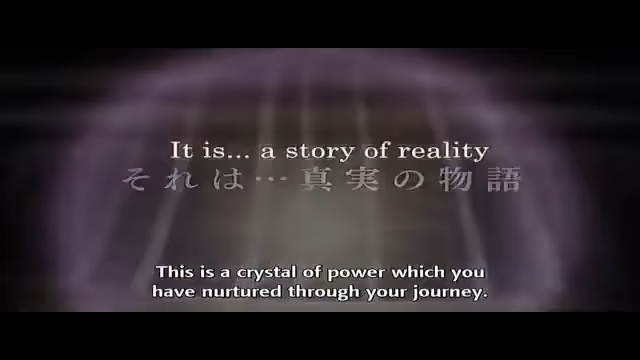 It is... a story of reality
それは…真実の物語
This is a crystal of power which you
have nurtured through your journey.